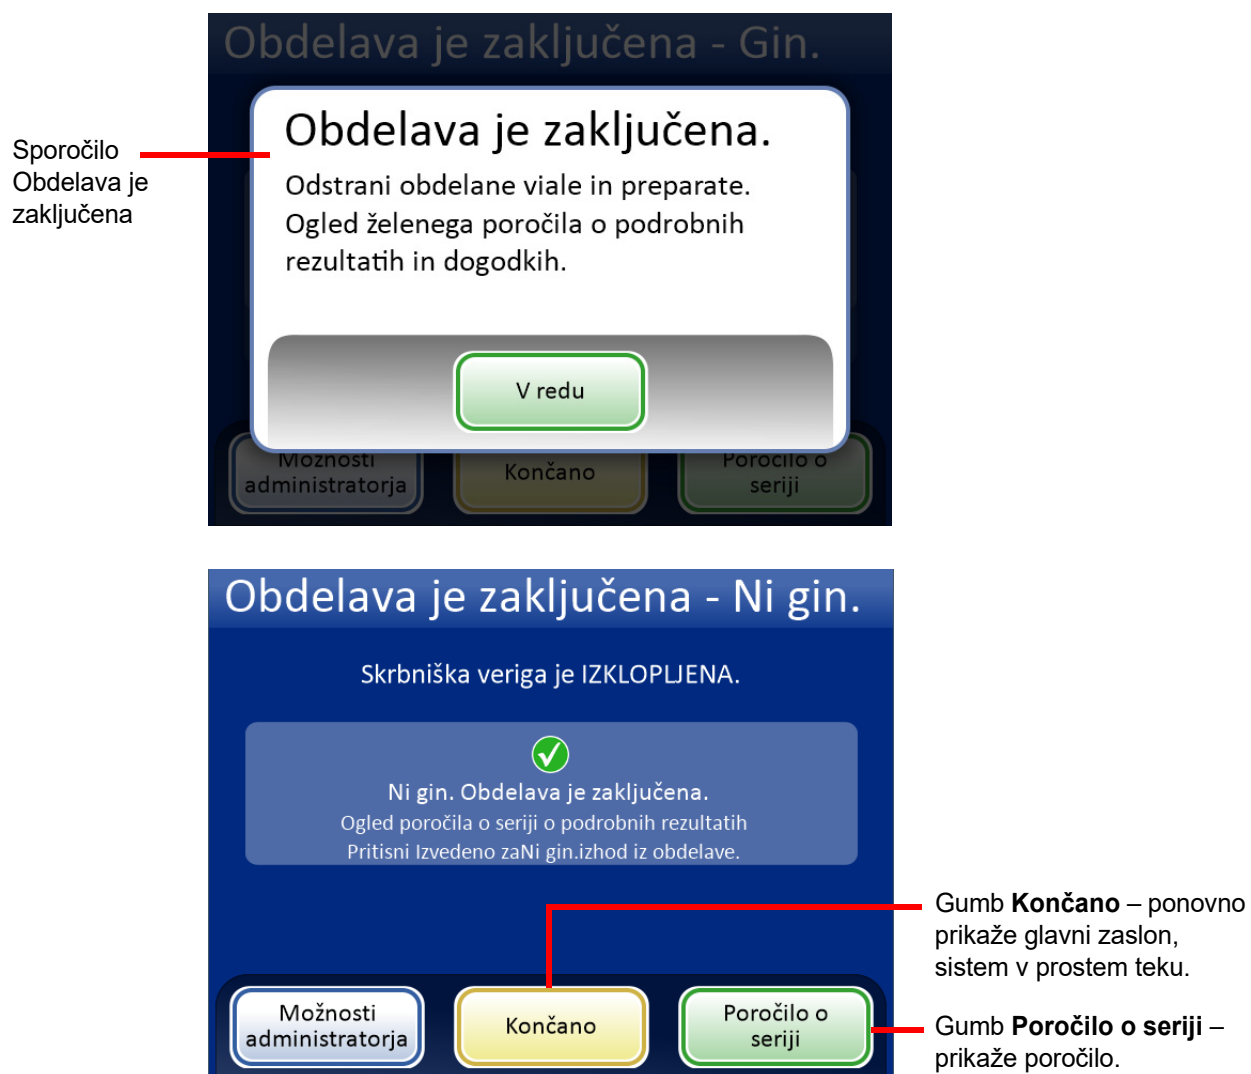 Obdelava je zaključena - Gin.
Sporočilo
Obdelava je
zaključena
Obdelava je zaključena.
Odstrani obdelane viale in preparate.
Ogled želenega poročila o podrobnih
rezultatih in dogodkih.
V redu
Možnosti
administratorja
Končano
Poročilo o
seriji
Obdelava je zaključena - Ni gin.
Skrbniška veriga je IZKLOPLJENA.
Ni gin. Obdelava je zaključena.
Ogled poročila o seriji o podrobnih rezultatih
Pritisni Izvedeno zaNi gin.izhod iz obdelave.
Gumb Končano – ponovno
prikaže glavni zaslon,
sistem v prostem teku.
Možnosti
administratorja
Končano
Poročilo o
seriji
Gumb Poročilo o seriji –
prikaže poročilo.